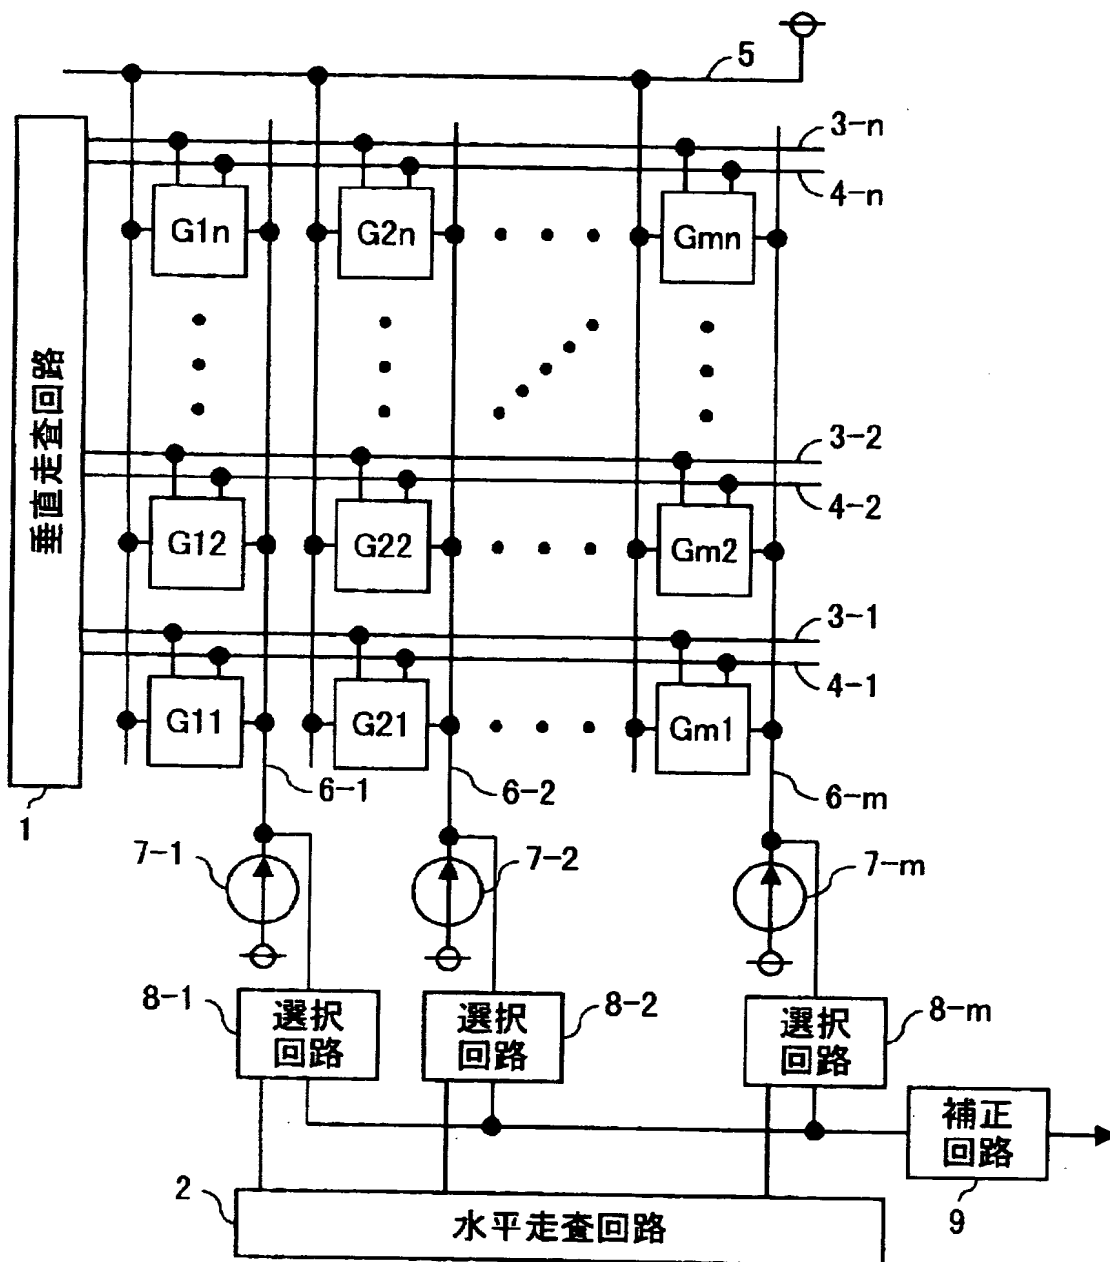 5
3-n
4-n
G1n
G2n
Gmn
垂直走査回路
3-2
4-2
G12
G22
Gm2
3-1
4-1
G11
G21
Gm1
6-1
6-2
6-m
1
7-1
7-2
7-m
8-1
選択
回路
8-2
選択
回路
8-m
選択
回路
補正
回路
9
2
水平走査回路